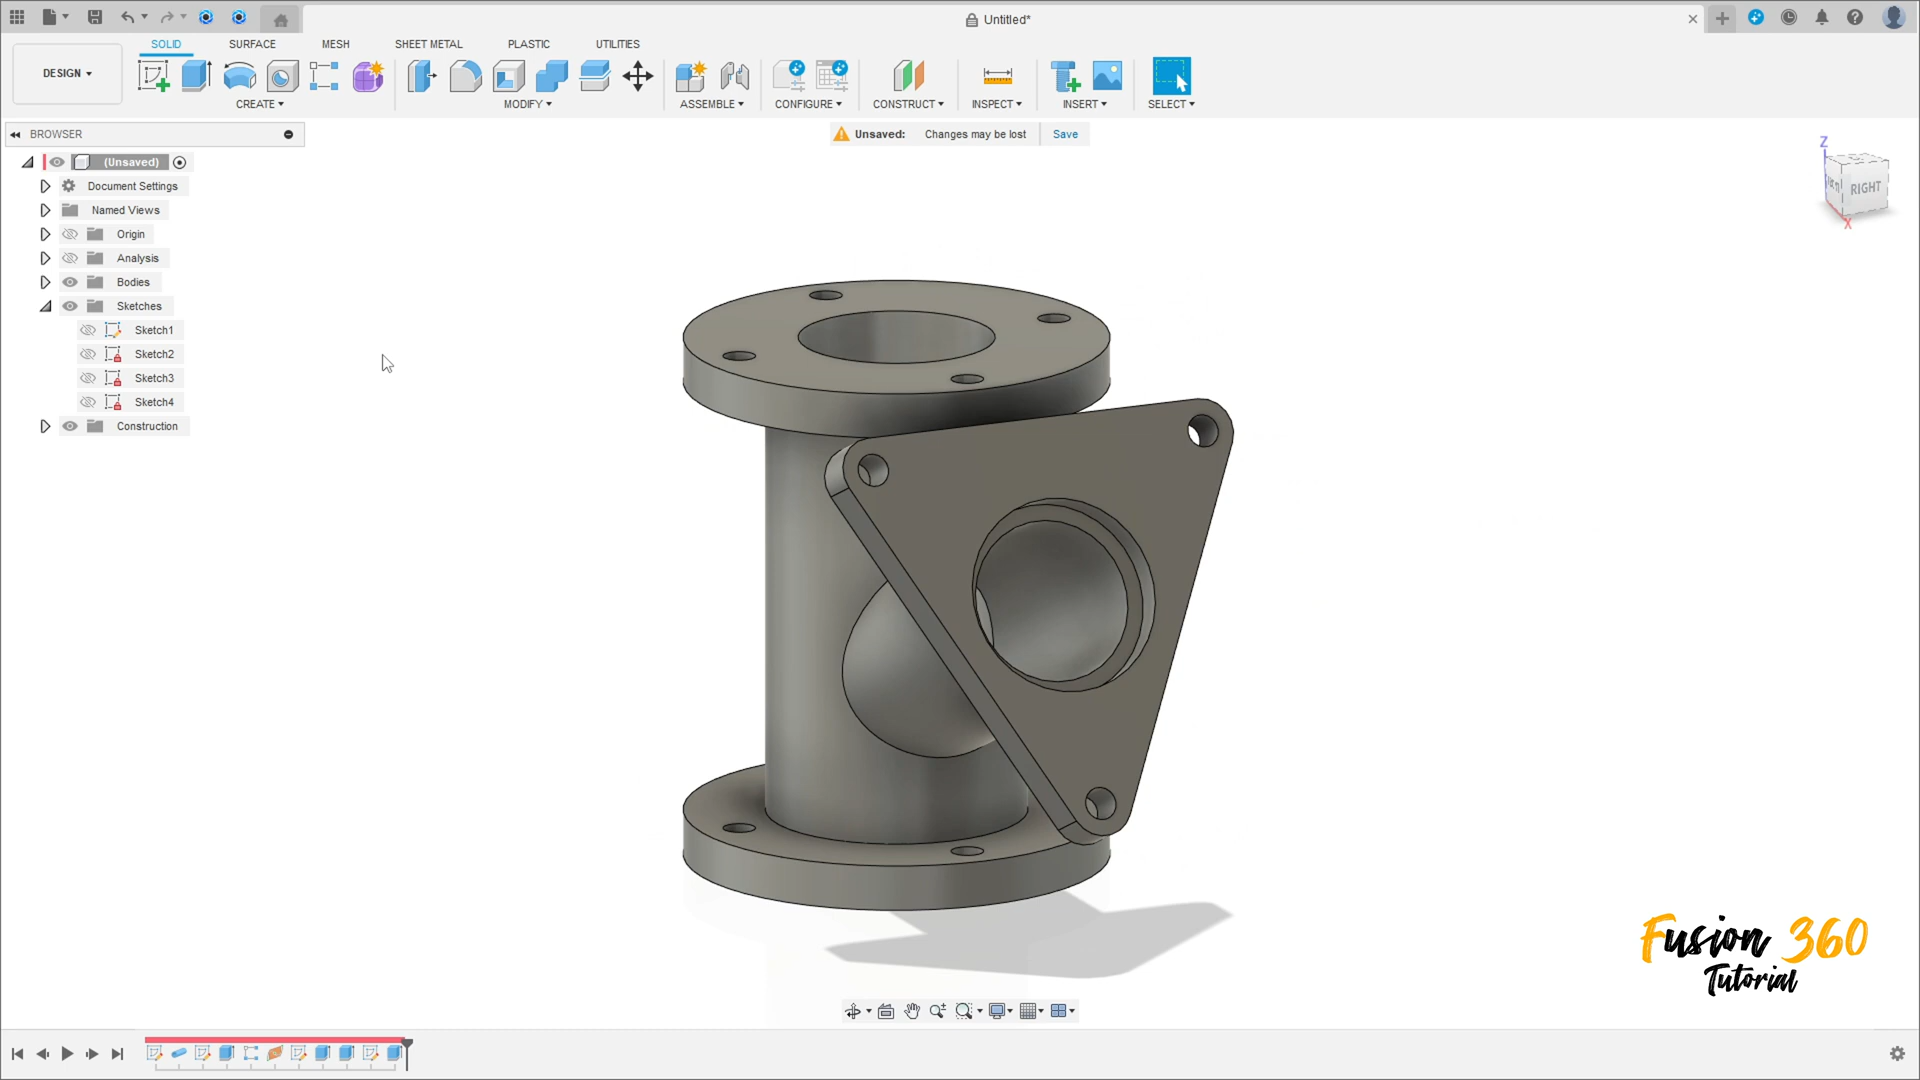 Untitled*
DESIGN
SOLID
SURFACE
MESH
SHEET METAL
PLASTIC
UTILITIES
CREATE
MODIFY
ASSEMBLE
CONFIGURE
CONSTRUCT
INSPECT
INSERT
SELECT
BROWSER
Unsaved: Changes may be lost Save
(Unsaved)
Document Settings
Named Views
Origin
Analysis
Bodies
Sketches
Sketch1
Sketch2
Sketch3
Sketch4
Construction
Z
RIGHT
X
Fusion 360
Tutorial